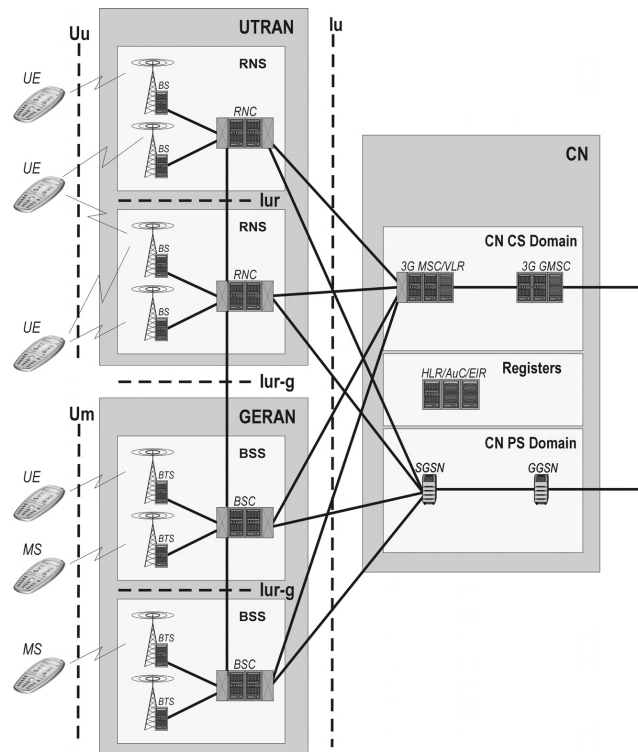 UTRAN
Iu
Uu
RNS
UE
BS
RNC
BS
CN
UE
Iur
RNS
CN CS Domain
BS
3G MSC/VLR
3G GMSC
RNC
BS
UE
Registers
HLR/AuC/EIR
Iur-g
Um
GERAN
CN PS Domain
BSS
SGSN
GGSN
UE
BTS
BSC
BTS
MS
Iur-g
BSS
BTS
MS
BSC
BTS